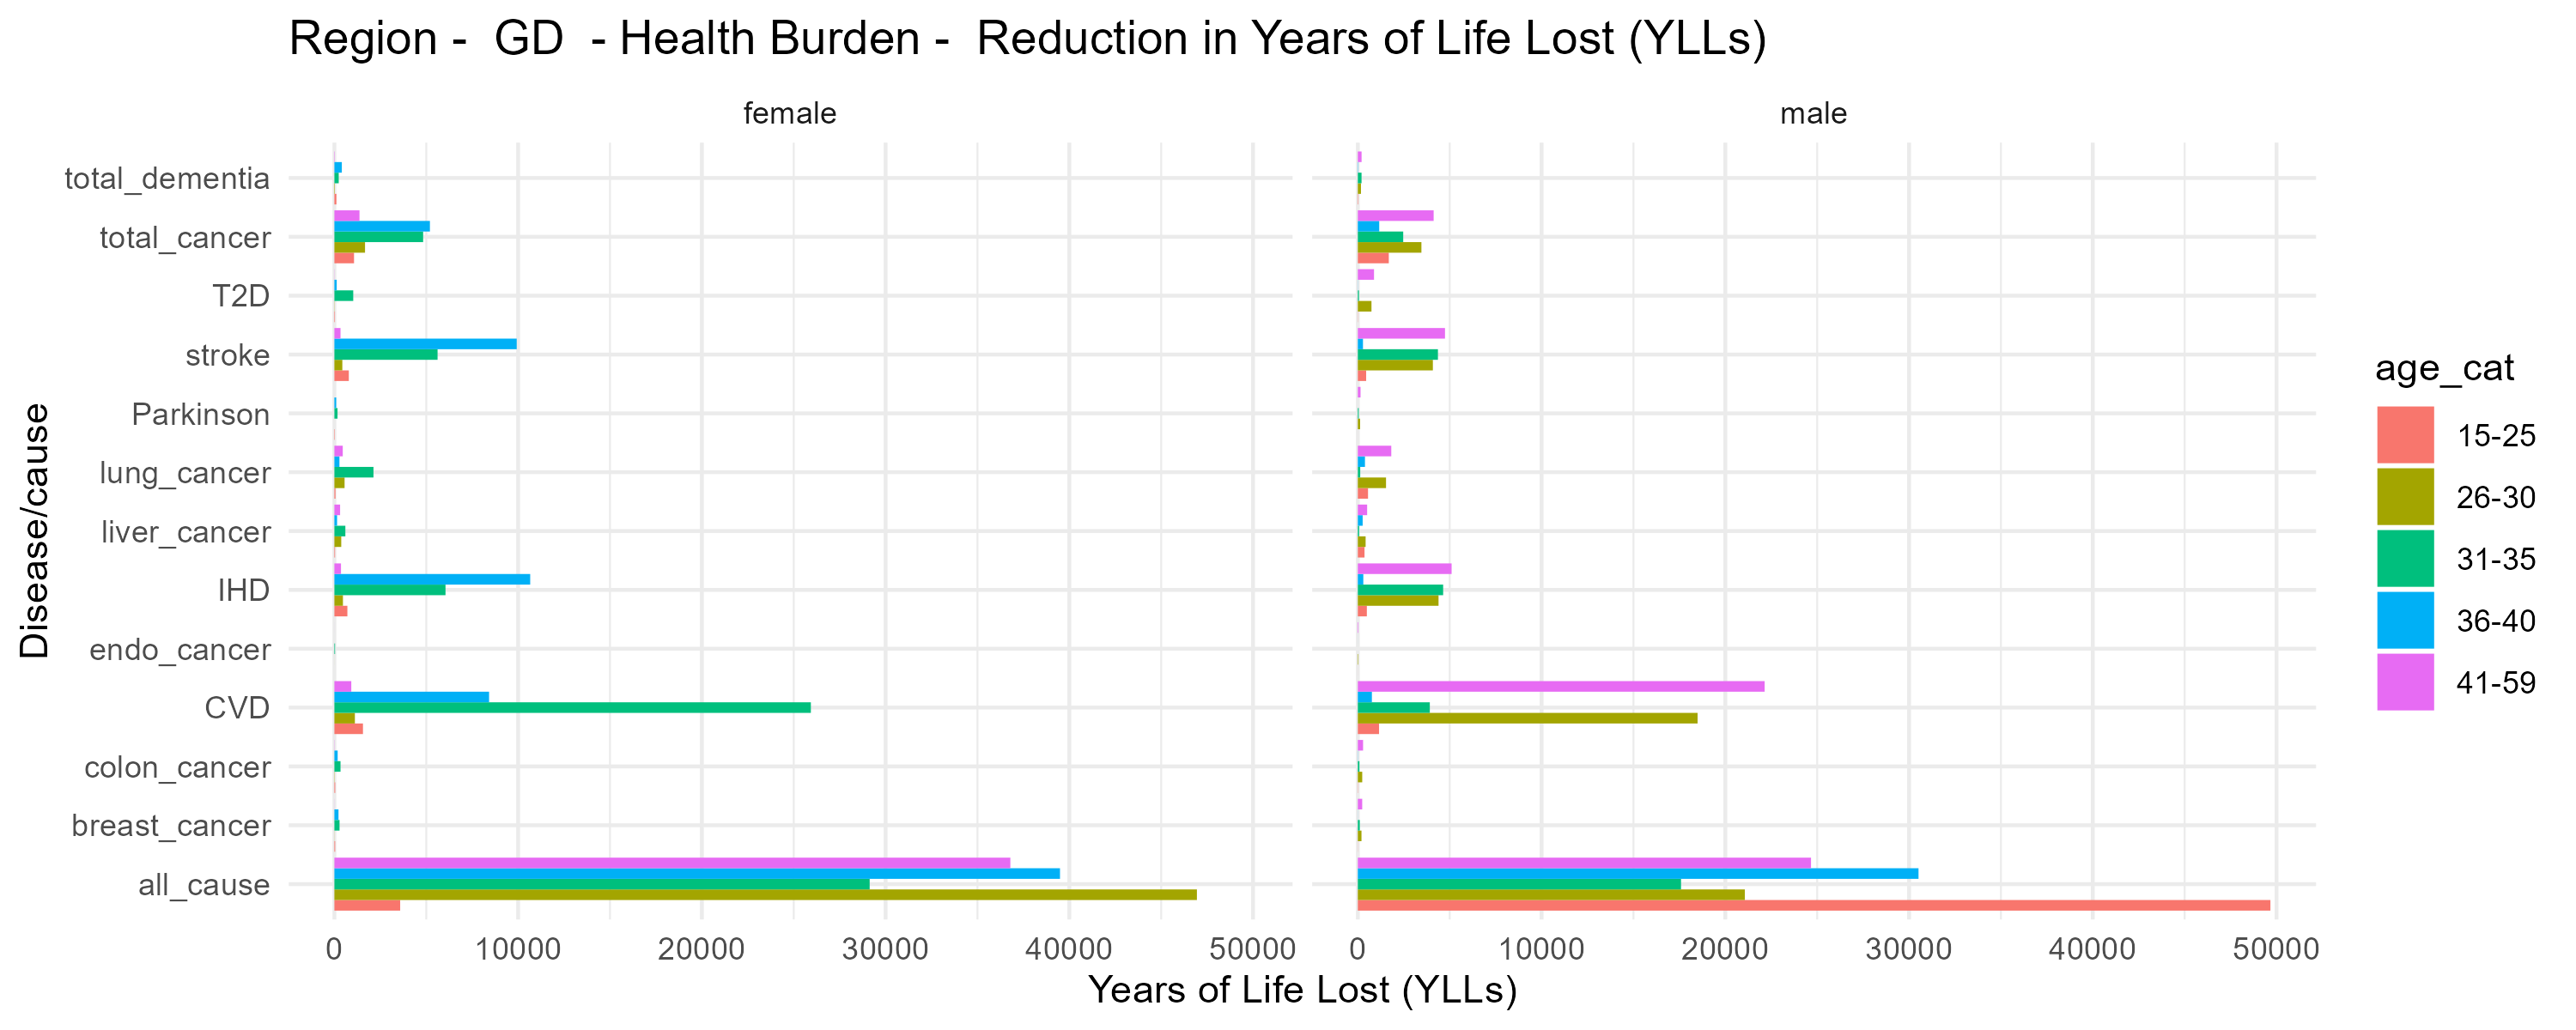 Region -  GD  - Health Burden -  Reduction in Years of Life Lost (YLLs)
female
male
Disease/cause
total_dementia
total_cancer
T2D
stroke
Parkinson
lung_cancer
liver_cancer
IHD
endo_cancer
CVD
colon_cancer
breast_cancer
all_cause
0 10000 20000 30000 40000 50000
0 10000 20000 30000 40000 50000
Years of Life Lost (YLLs)
age_cat
15-25
26-30
31-35
36-40
41-59